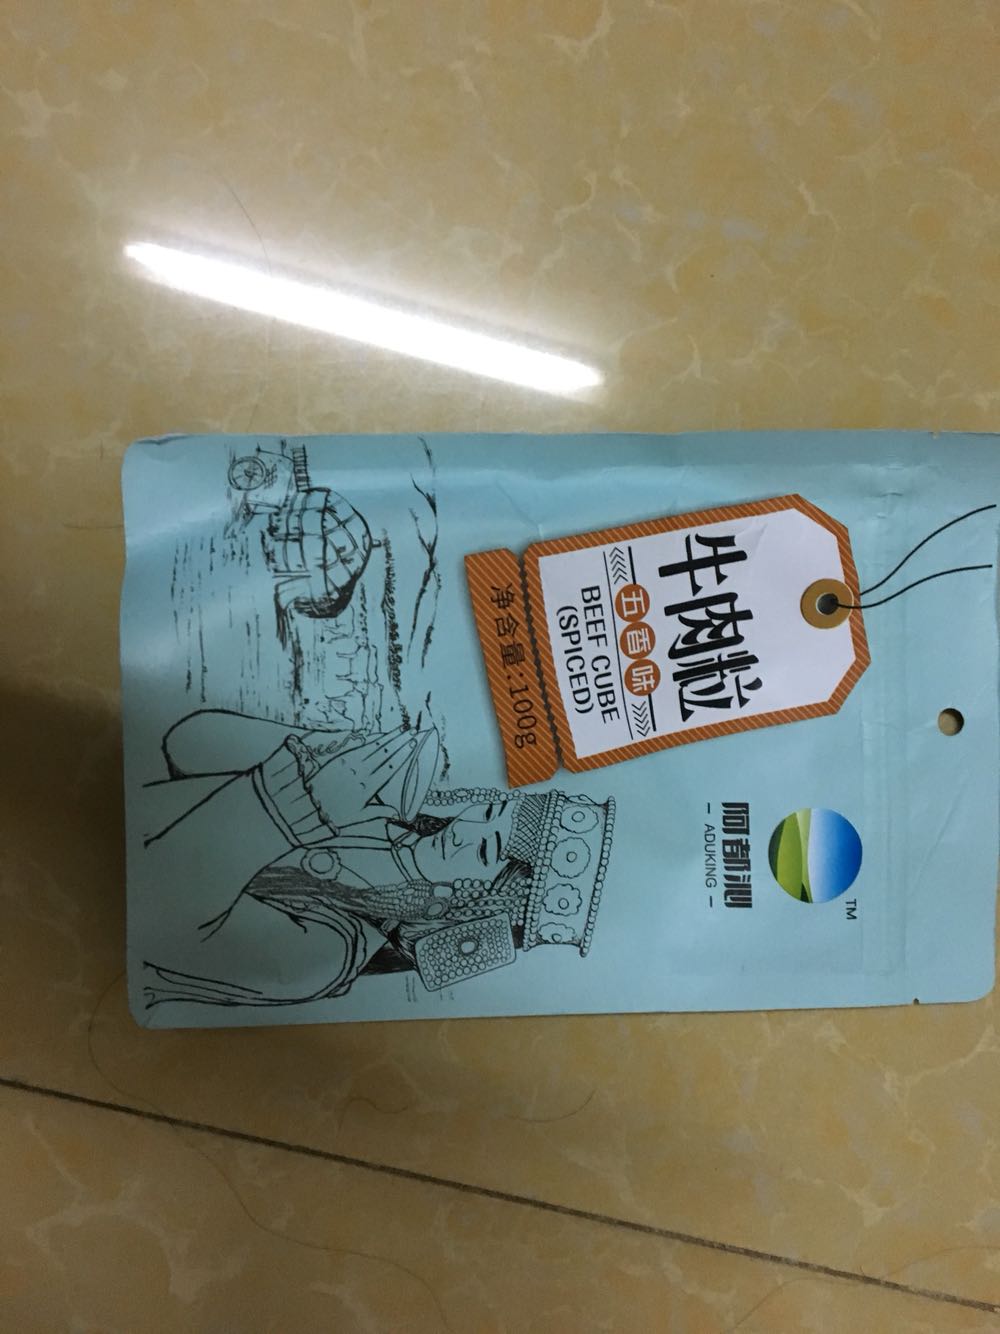 阿都沁
TM
— ADUKING —
牛肉粒
<<<< 五香味 >>>>
BEEF CUBE
(SPICED)
净含量:100g